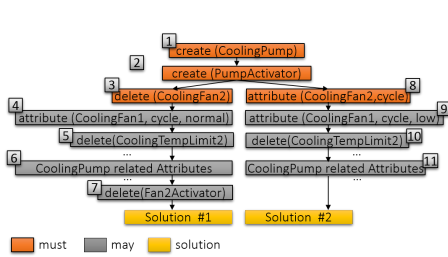 1
create (CoolingPump)
2
create (PumpActivator)
3
delete (CoolingFan2)
8
attribute (CoolingFan2,cycle)
4
attribute (CoolingFan1, cycle, normal)
9
attribute (CoolingFan1, cycle, low)
5
delete(CoolingTempLimit2)
10
delete(CoolingTempLimit2)
...
...
6
CoolingPump related Attributes
11
CoolingPump related Attributes
...
...
7
delete(Fan2Activator)
Solution #1
Solution #2
must
may
solution